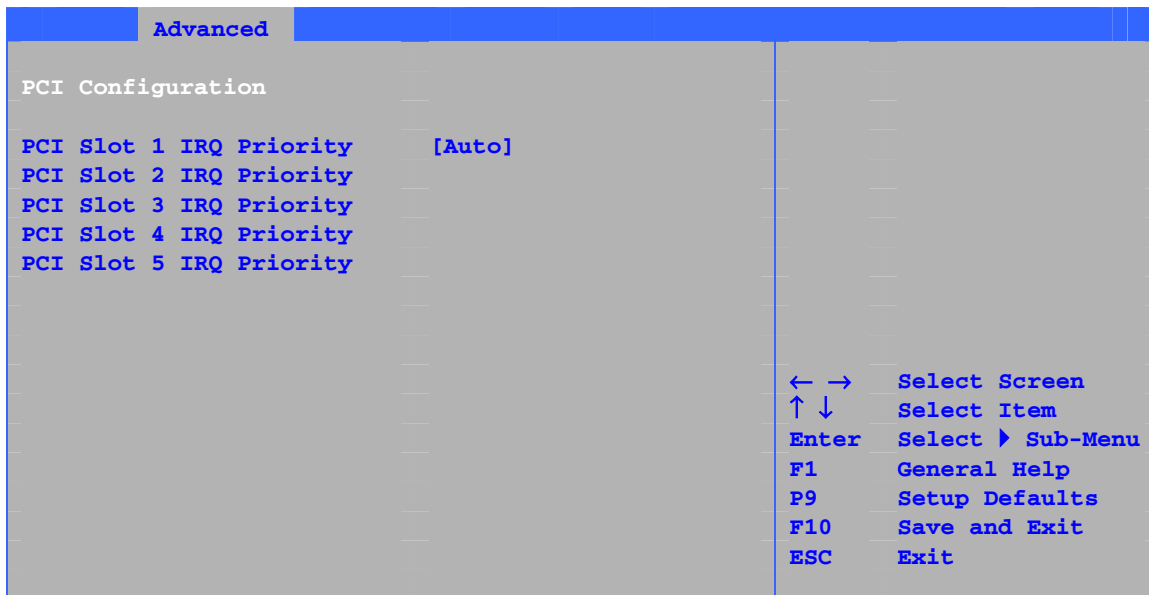 Advanced
PCI Configuration
PCI Slot 1 IRQ Priority [Auto]
PCI Slot 2 IRQ Priority
PCI Slot 3 IRQ Priority
PCI Slot 4 IRQ Priority
PCI Slot 5 IRQ Priority
← → Select Screen
↑ ↓ Select Item
Enter Select ▶ Sub-Menu
F1 General Help
P9 Setup Defaults
F10 Save and Exit
ESC Exit